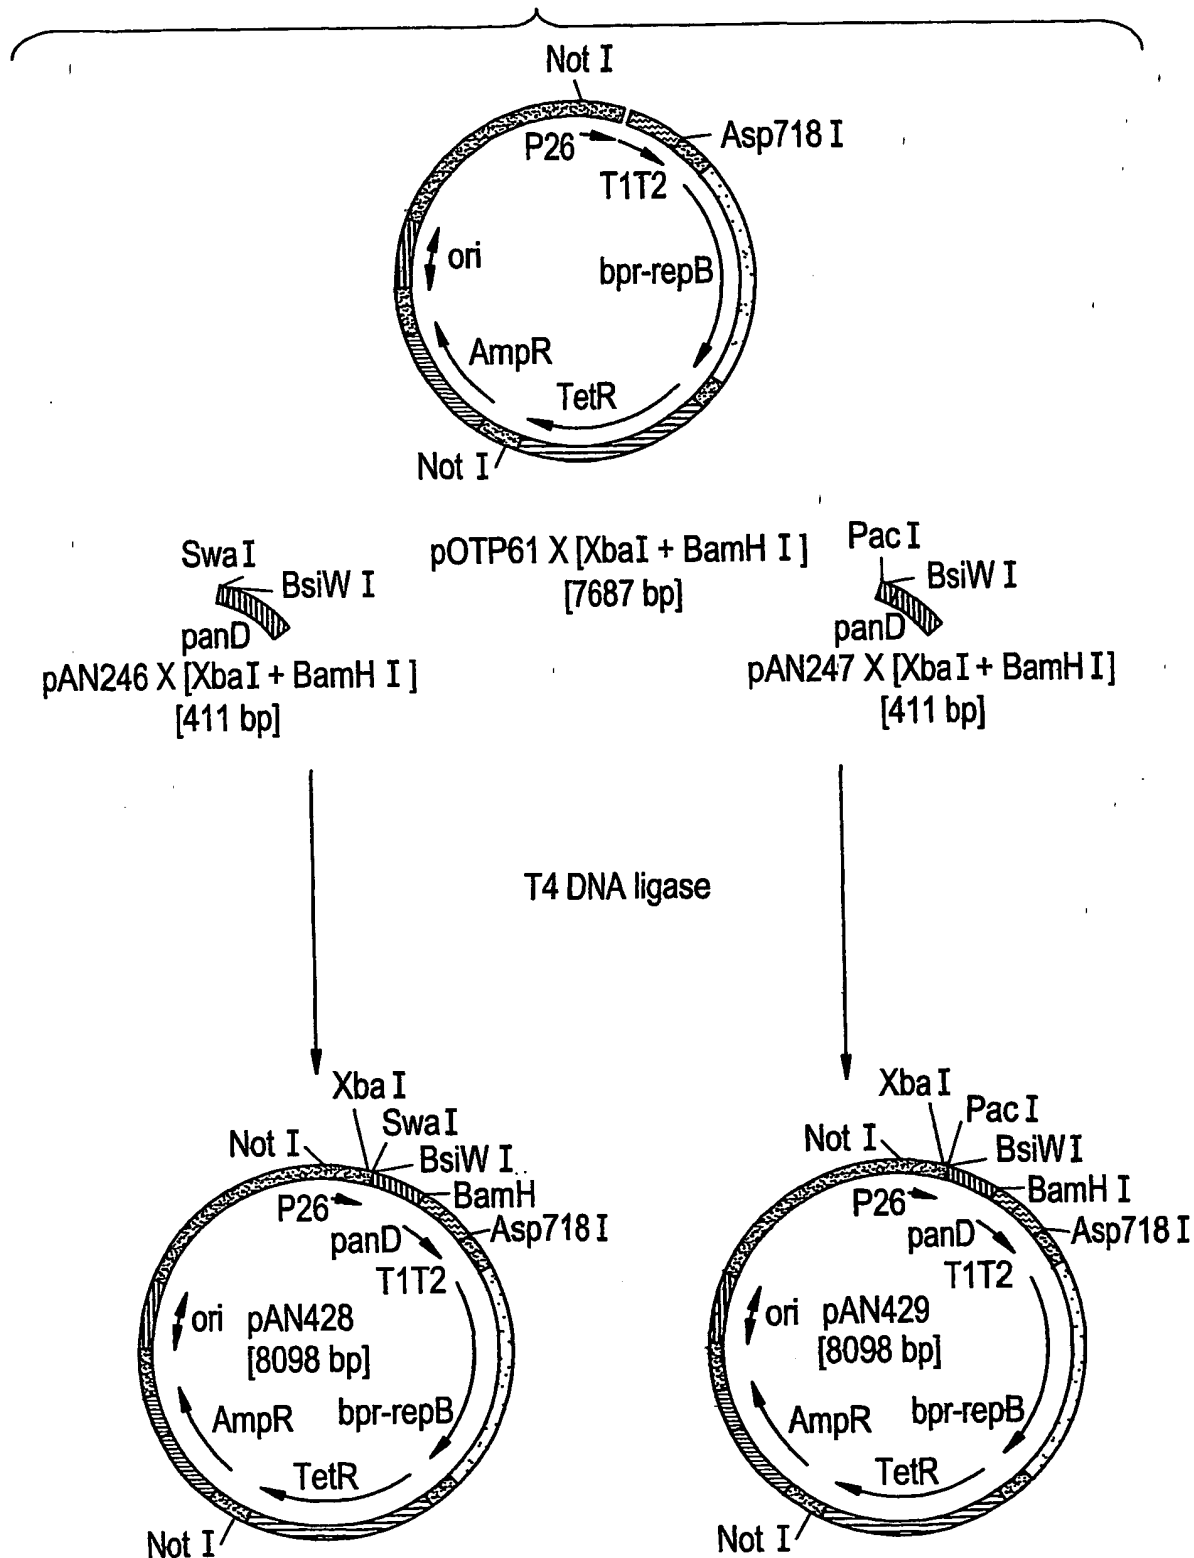 Not I
Asp718 I
P26
T1T2
ori
bpr-repB
AmpR
TetR
Not I
pOTP61 X [XbaI + BamH I]
[7687 bp]
Swa I
BsiW I
panD
pAN246 X [XbaI + BamH I]
[411 bp]
Pac I
BsiW I
panD
pAN247 X [XbaI + BamH I]
[411 bp]
T4 DNA ligase
Xba I
Swa I
Not I
BsiW I
BamH
P26
Asp718 I
panD
T1T2
ori
pAN428
[8098 bp]
AmpR
bpr-repB
TetR
Not I
Xba I
Pac I
Not I
BsiW I
BamH I
P26
Asp718 I
panD
T1T2
ori
pAN429
[8098 bp]
AmpR
bpr-repB
TetR
Not I